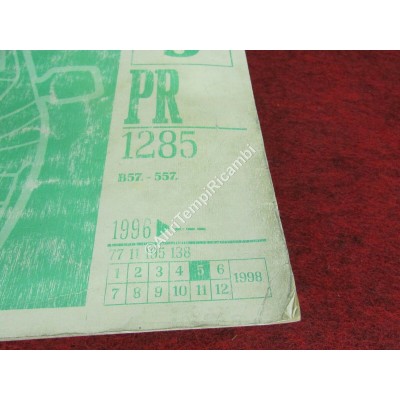 PR
1285
B57. - 557.
1996 ▶ ---
77 11 195 138
1 2 3 4 5 6 1998
7 8 9 10 11 12
AltriTempiRicambi